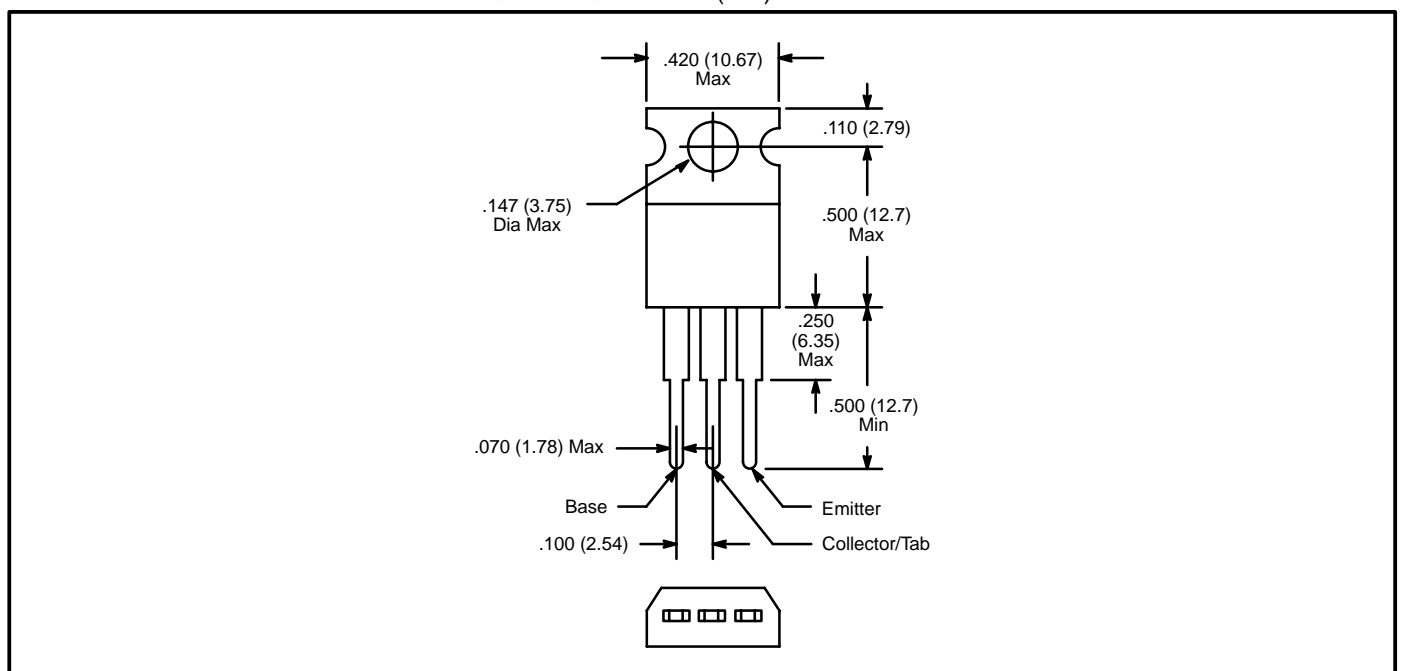 .420 (10.67)
Max
.110 (2.79)
.147 (3.75)
Dia Max
.500 (12.7)
Max
.250
(6.35)
Max
.500 (12.7)
Min
.070 (1.78) Max
Base
Emitter
.100 (2.54)
Collector/Tab